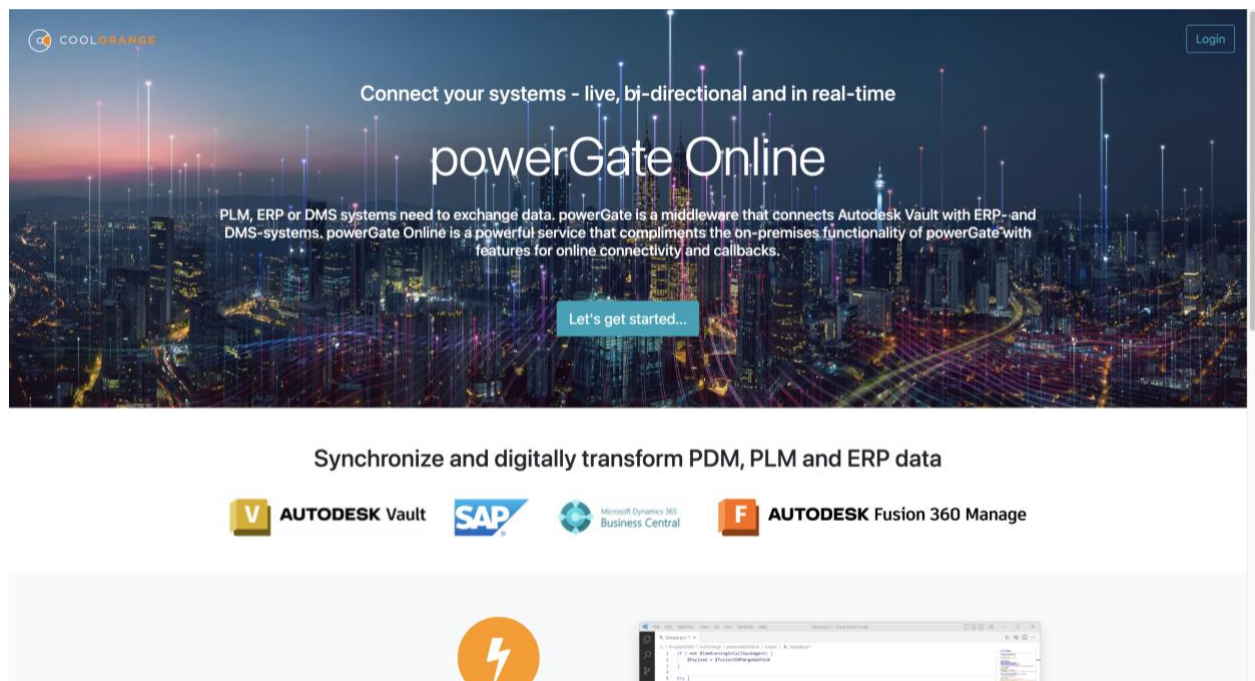 COOLORANGE
Login
Connect your systems - live, bi-directional and in real-time
powerGate Online
PLM, ERP or DMS systems need to exchange data. powerGate is a middleware that connects Autodesk Vault with ERP- and
DMS-systems. powerGate Online is a powerful service that compliments the on-premises functionality of powerGate with
features for online connectivity and callbacks.
Let's get started...
Synchronize and digitally transform PDM, PLM and ERP data
V AUTODESK Vault
SAP
Microsoft Dynamics 365
Business Central
F AUTODESK Fusion 360 Manage